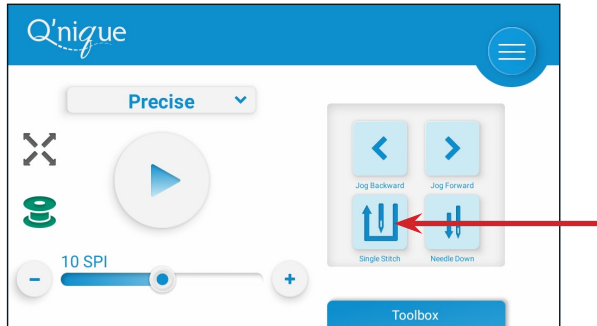 Q'nique
Precise
Jog Backward
Jog Forward
Single Stitch
Needle Down
10 SPI
Toolbox